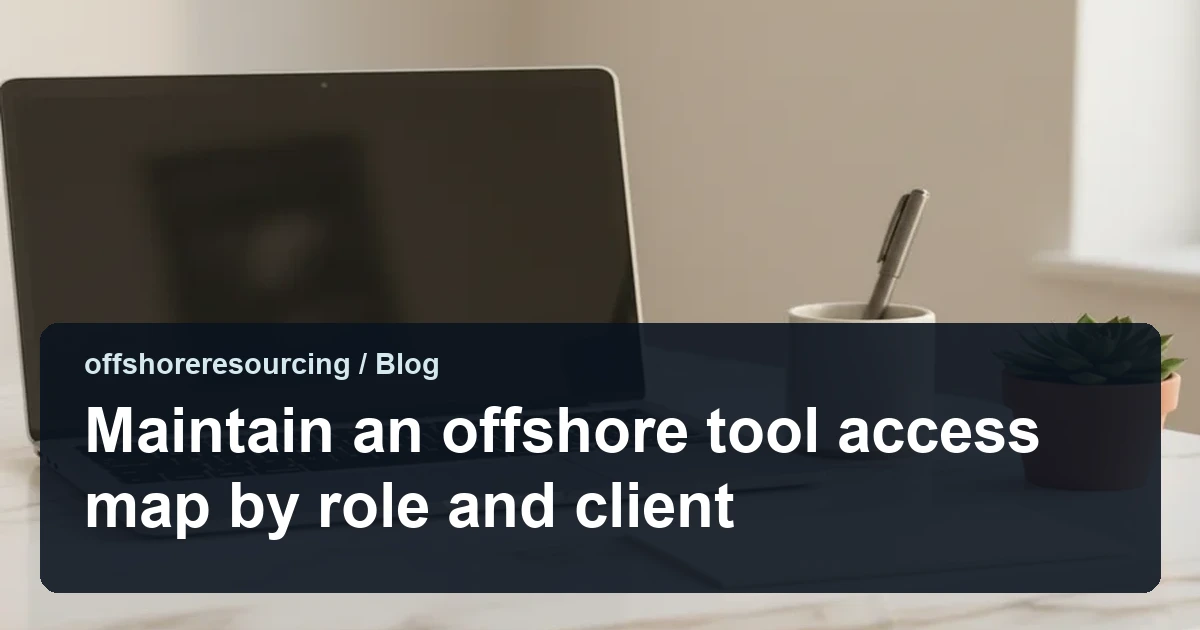 offshoreresourcing / Blog
Maintain an offshore tool access
map by role and client